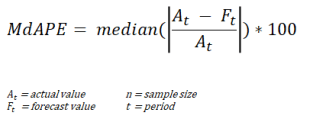 MdAPE = median(|A_t − F_t / A_t|) * 100
A_t = actual value n = sample size
F_t = forecast value t = period